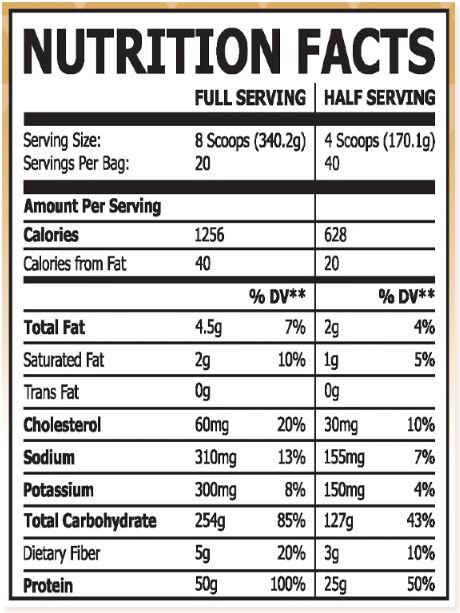 NUTRITION FACTS
FULL SERVING HALF SERVING
Serving Size: 8 Scoops (340.2g) 4 Scoops (170.1g)
Servings Per Bag: 20 40
Amount Per Serving
Calories 1256 628
Calories from Fat 40 20
% DV** % DV**
Total Fat 4.5g 7% 2g 4%
Saturated Fat 2g 10% 1g 5%
Trans Fat 0g 0g
Cholesterol 60mg 20% 30mg 10%
Sodium 310mg 13% 155mg 7%
Potassium 300mg 8% 150mg 4%
Total Carbohydrate 254g 85% 127g 43%
Dietary Fiber 5g 20% 3g 10%
Protein 50g 100% 25g 50%